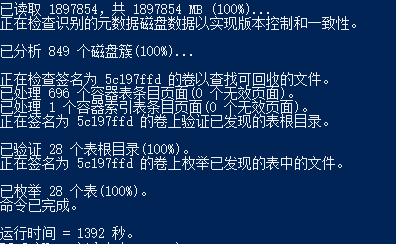 已读取 1897854，共 1897854 MB (100%)...
正在检查识别的元数据磁盘数据以实现版本控制和一致性。
已分析 849 个磁盘簇(100%)...
正在检查签名为 5c197ffd 的卷以查找可回收的文件。
已处理 696 个容器表条目页面(0 个无效页面)。
已处理 1 个容器索引表条目页面(0 个无效页面)。
正在签名为 5c197ffd 的卷上验证已发现的表根目录。
已验证 28 个表根目录(100%)。
正在签名为 5c197ffd 的卷上枚举已发现的表中的文件。
已枚举 28 个表(100%)。
命令已完成。
运行时间 = 1392 秒。